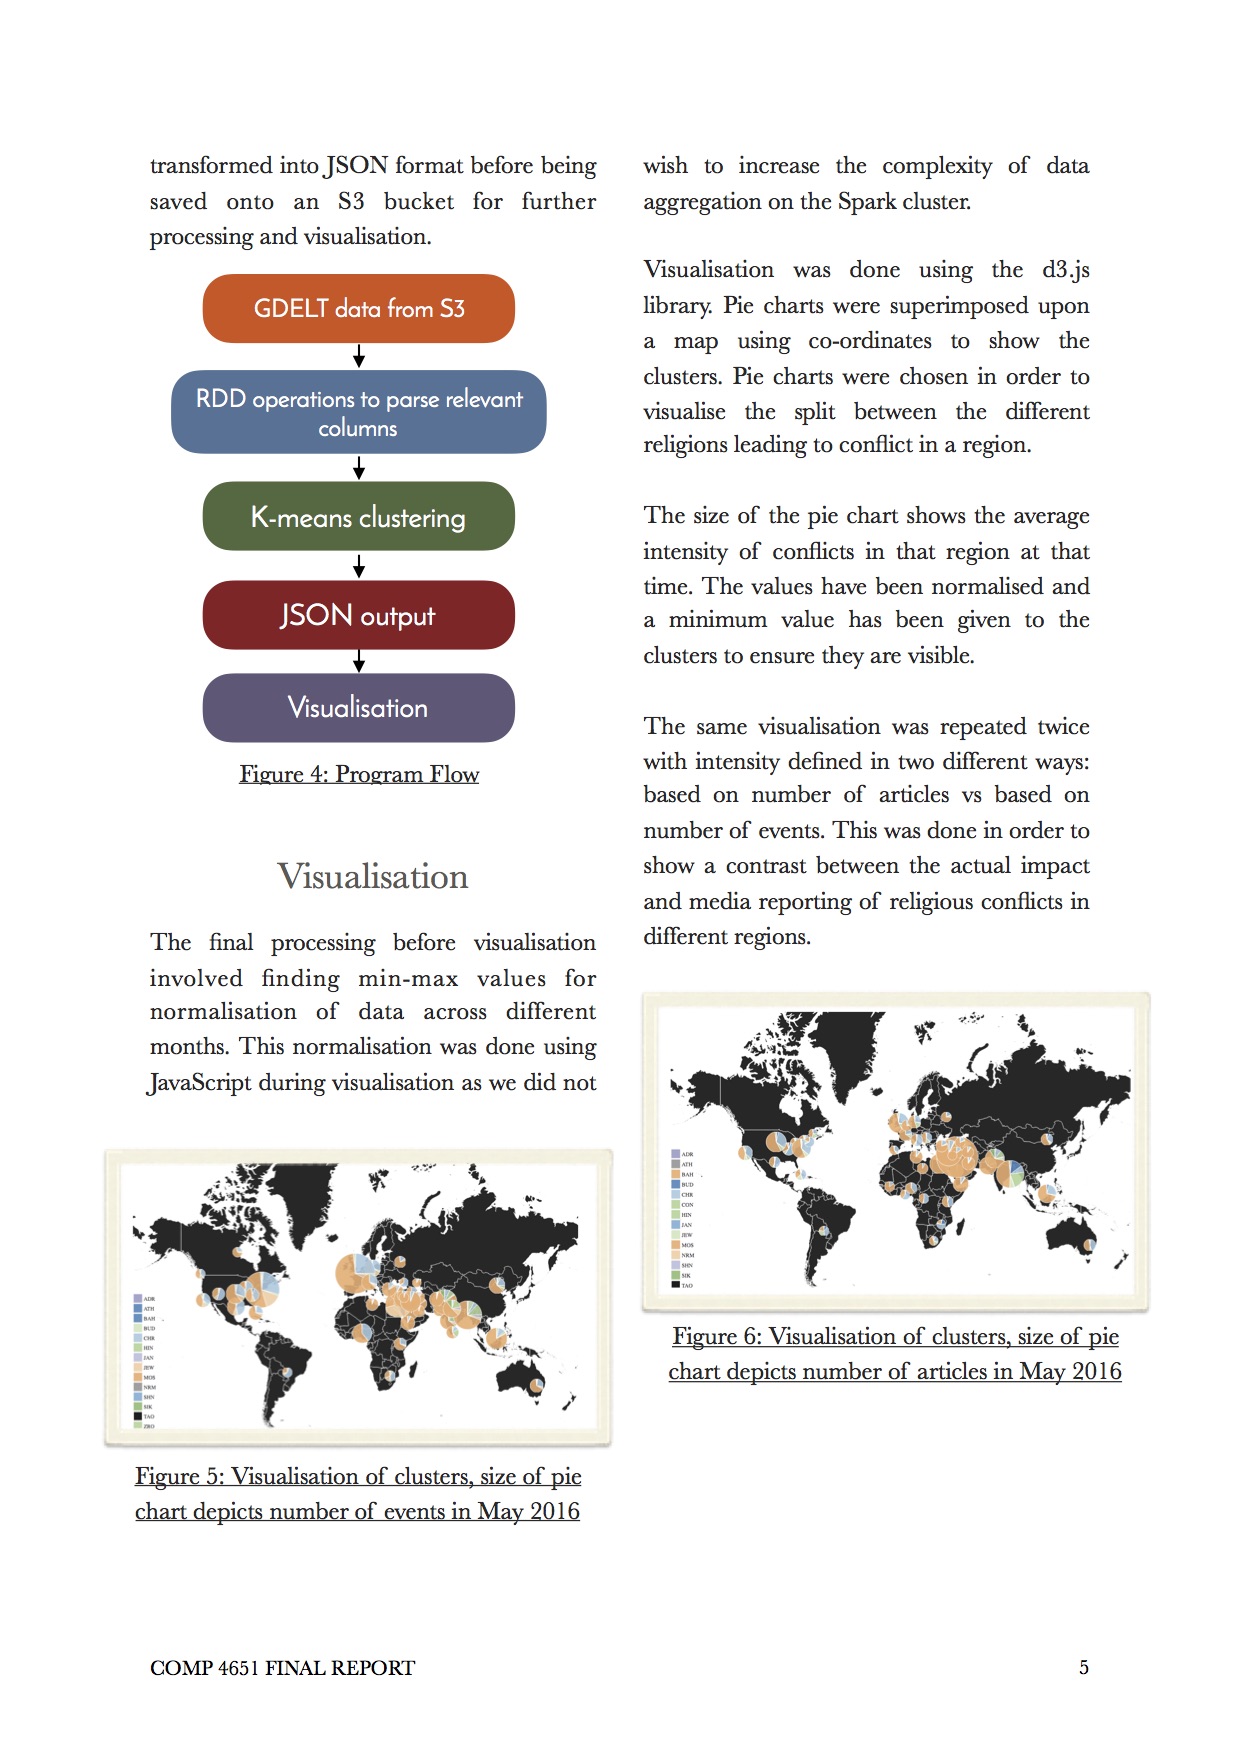 transformed into JSON format before being
saved onto an S3 bucket for further
processing and visualisation.
GDELT data from S3
RDD operations to parse relevant
columns
K-means clustering
JSON output
Visualisation
Figure 4: Program Flow
Visualisation
The final processing before visualisation
involved finding min-max values for
normalisation of data across different
months. This normalisation was done using
JavaScript during visualisation as we did not
ADR
ATH
BAH
BUD
CHR
HIN
JAN
JEW
MOS
NRM
SHN
SIK
TAO
ZRO
Figure 5: Visualisation of clusters, size of pie
chart depicts number of events in May 2016
wish to increase the complexity of data
aggregation on the Spark cluster.
Visualisation was done using the d3.js
library. Pie charts were superimposed upon
a map using co-ordinates to show the
clusters. Pie charts were chosen in order to
visualise the split between the different
religions leading to conflict in a region.
The size of the pie chart shows the average
intensity of conflicts in that region at that
time. The values have been normalised and
a minimum value has been given to the
clusters to ensure they are visible.
The same visualisation was repeated twice
with intensity defined in two different ways:
based on number of articles vs based on
number of events. This was done in order to
show a contrast between the actual impact
and media reporting of religious conflicts in
different regions.
ADR
ATH
BAH
BUD
CHR
CON
HIN
JAN
JEW
MOS
NRM
SHN
SIK
TAO
Figure 6: Visualisation of clusters, size of pie
chart depicts number of articles in May 2016
COMP 4651 FINAL REPORT
5